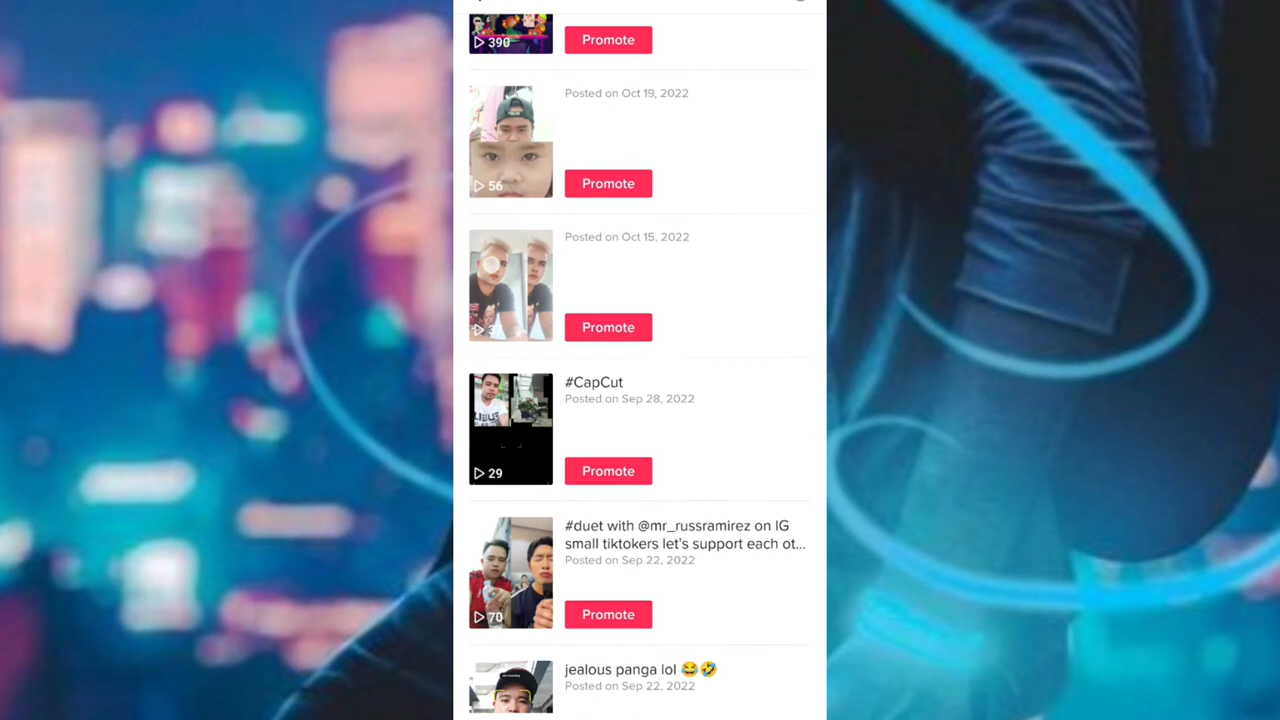 390
Promote
Posted on Oct 19, 2022
56
Promote
Posted on Oct 15, 2022
Promote
#CapCut
Posted on Sep 28, 2022
29
Promote
#duet with @mr_russramirez on IG
small tiktokers let's support each ot...
Posted on Sep 22, 2022
70
Promote
jealous panga lol 😂🤣
Posted on Sep 22, 2022